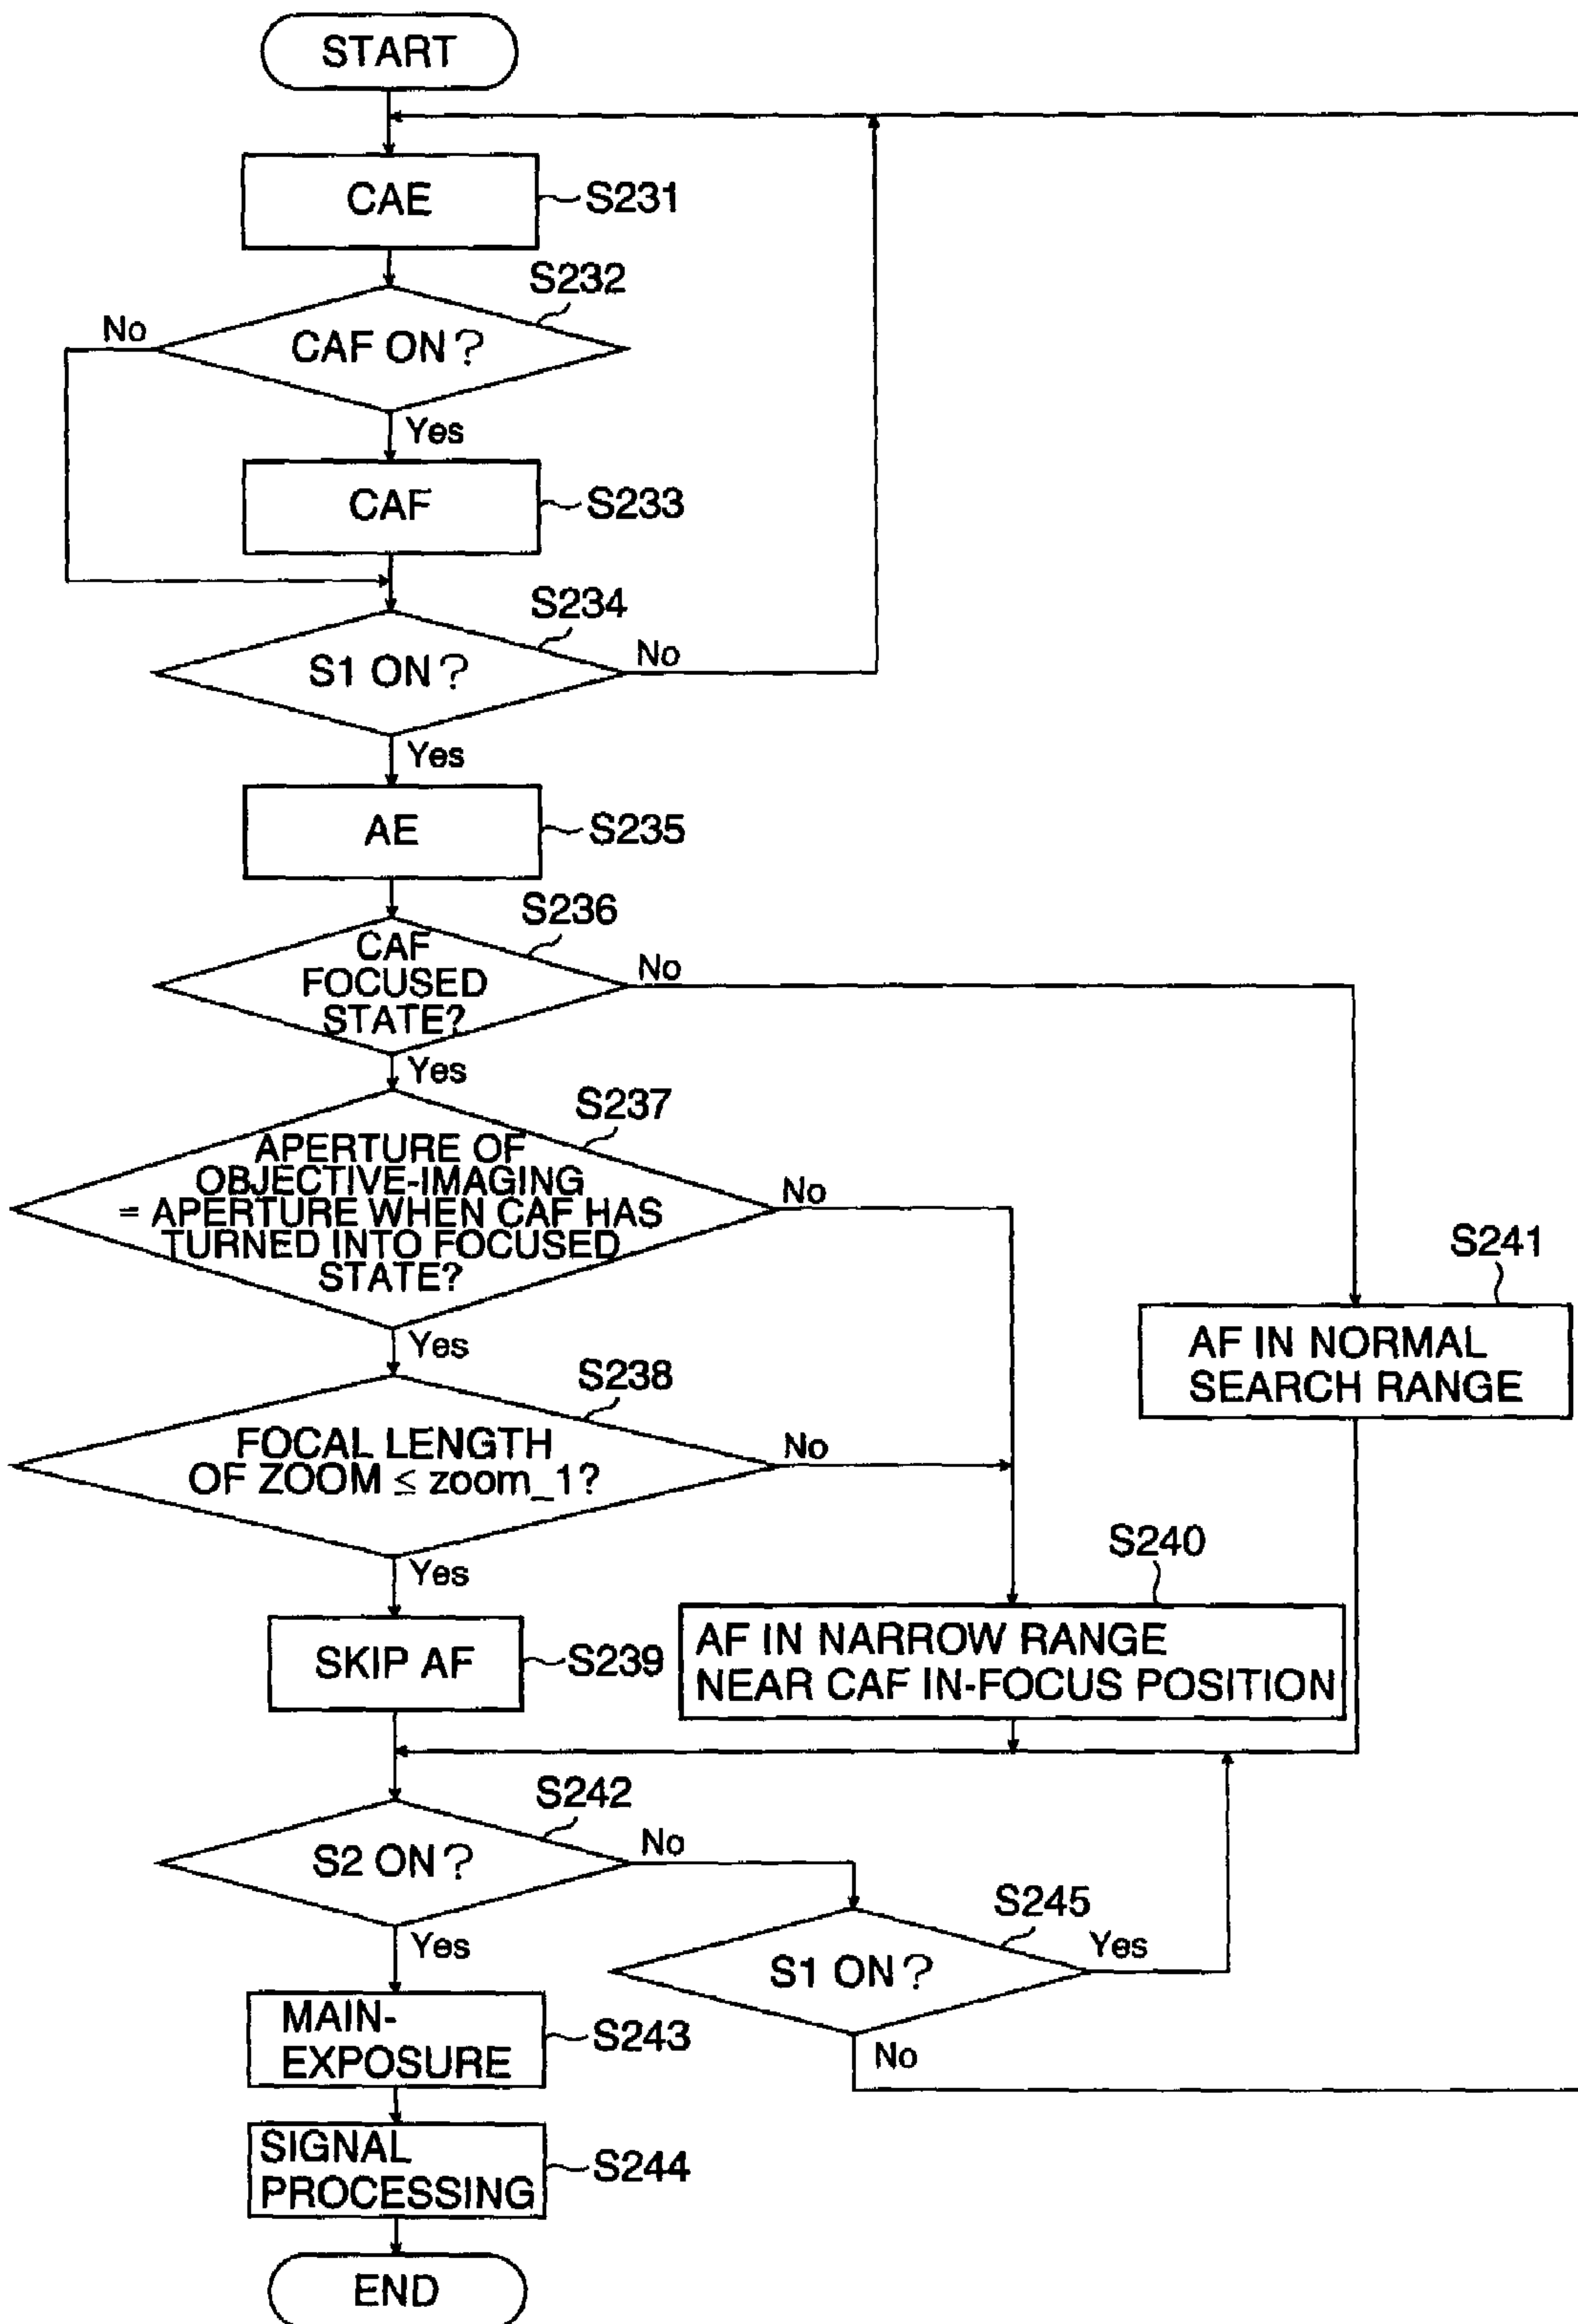 START
CAE
S231
S232
No
CAF ON?
Yes
CAF
S233
S234
S1 ON?
No
Yes
AE
S235
S236
CAF
FOCUSED
STATE?
No
Yes
S237
APERTURE OF
OBJECTIVE-IMAGING
= APERTURE WHEN CAF HAS
TURNED INTO FOCUSED
STATE?
No
S241
AF IN NORMAL
SEARCH RANGE
Yes
S238
FOCAL LENGTH
OF ZOOM ≤ zoom_1?
No
Yes
S240
AF IN NARROW RANGE
NEAR CAF IN-FOCUS POSITION
SKIP AF
S239
S242
S2 ON?
No
S245
S1 ON?
Yes
Yes
No
MAIN-
EXPOSURE
S243
SIGNAL
PROCESSING
S244
END